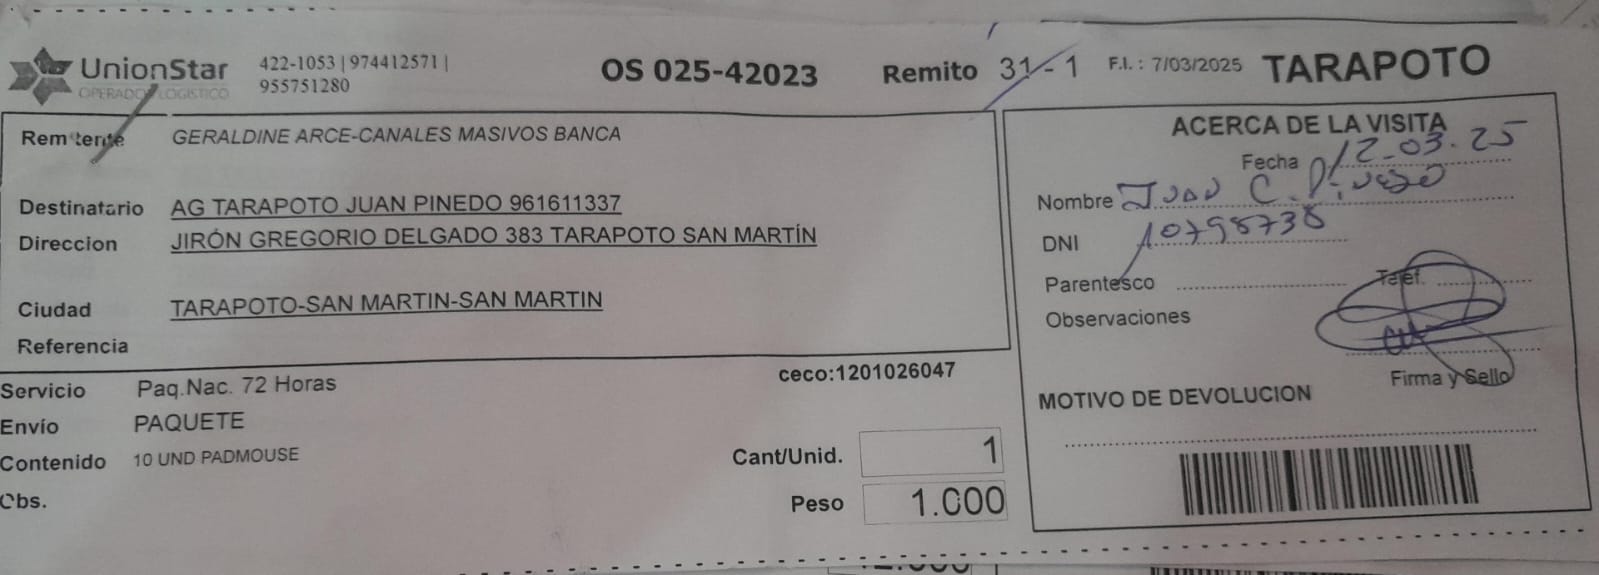 UnionStar
OPERADOR LOGISTICO
422-1053 | 974412571 |
955751280
OS 025-42023
Remito 31-1
F.I. : 7/03/2025
TARAPOTO
Remitente GERALDINE ARCE-CANALES MASIVOS BANCA
Destinatario AG TARAPOTO JUAN PINEDO 961611337
Direccion JIRÓN GREGORIO DELGADO 383 TARAPOTO SAN MARTÍN
Ciudad TARAPOTO-SAN MARTIN-SAN MARTIN
Referencia
ceco:1201026047
Servicio Paq.Nac. 72 Horas
Envío PAQUETE
Contenido 10 UND PADMOUSE
Obs.
Cant/Unid. 1
Peso 1.000
ACERCA DE LA VISITA
Fecha 12-03-25
Nombre Juan C. Pinedo
DNI 10798738
Parentesco Telef.
Observaciones
Firma y Sello
MOTIVO DE DEVOLUCION